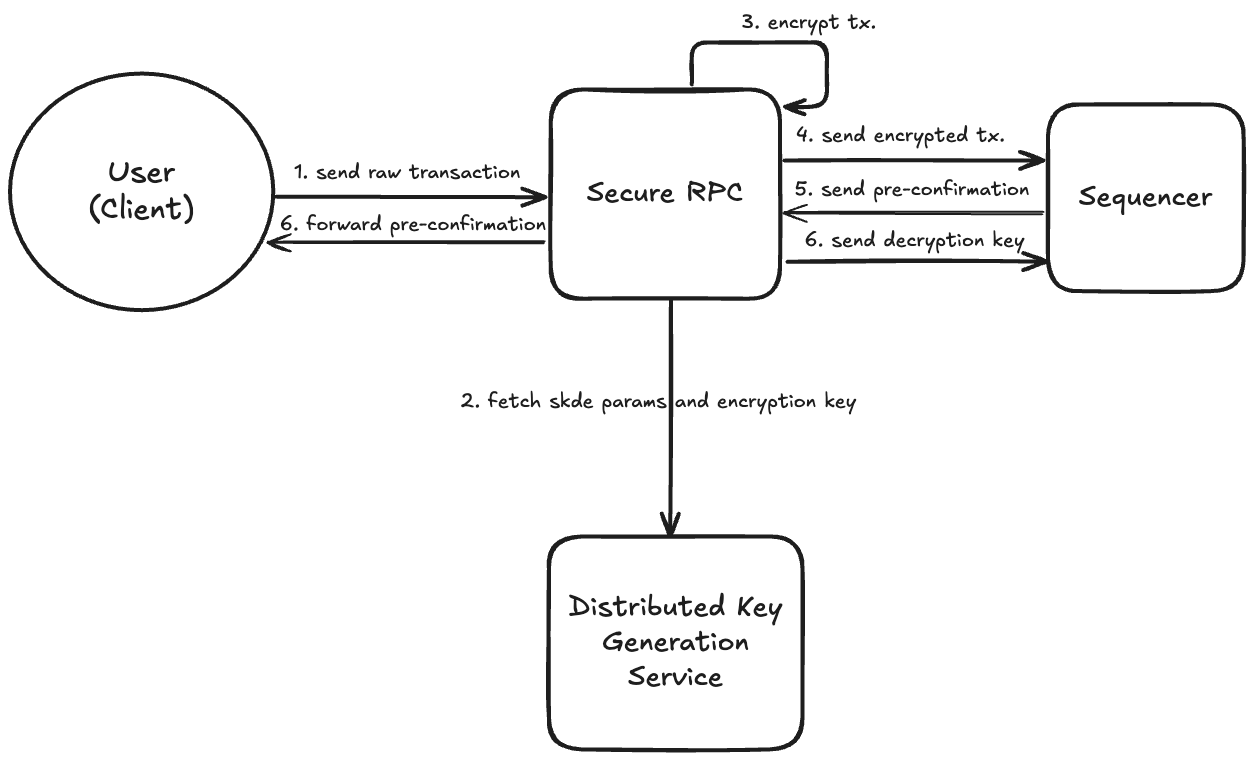 3. encrypt tx.
User
(Client)
1. send raw transaction
6. forward pre-confirmation
Secure RPC
4. send encrypted tx.
5. send pre-confirmation
6. send decryption key
Sequencer
2. fetch skde params and encryption key
Distributed Key
Generation
Service